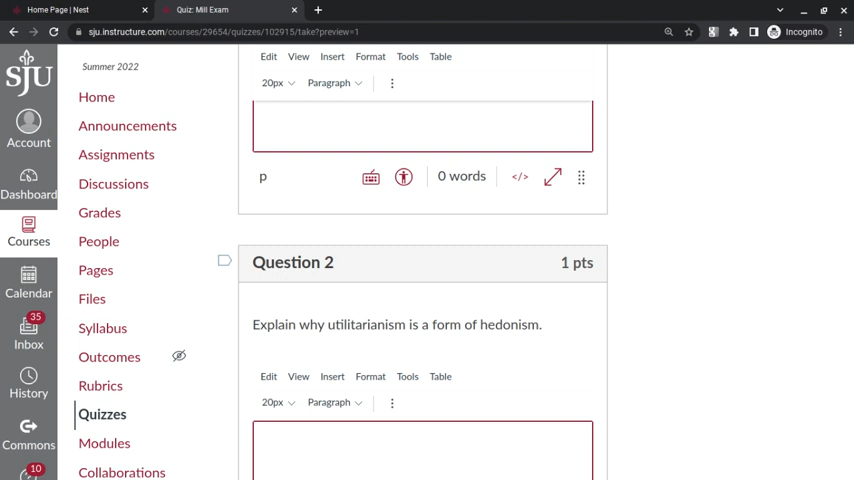 Home Page | Nest
Quiz: Mill Exam
sju.instructure.com/courses/29654/quizzes/102915/take?preview=1
Incognito
SJU
Account
Dashboard
Courses
Calendar
35
Inbox
History
Commons
10
Summer 2022
Home
Announcements
Assignments
Discussions
Grades
People
Pages
Files
Syllabus
Outcomes
Rubrics
Quizzes
Modules
Collaborations
Edit View Insert Format Tools Table
20px Paragraph
p 0 words </>
Question 2 1 pts
Explain why utilitarianism is a form of hedonism.
Edit View Insert Format Tools Table
20px Paragraph